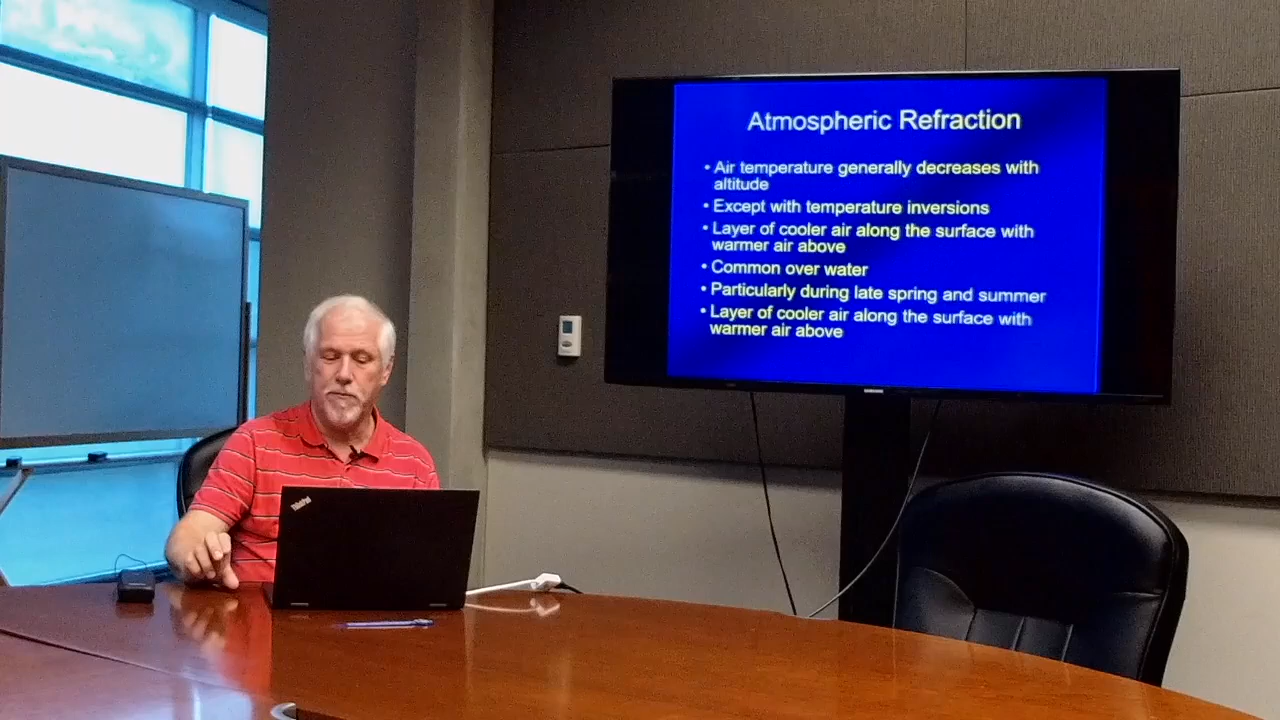 Atmospheric Refraction
• Air temperature generally decreases with
altitude
• Except with temperature inversions
• Layer of cooler air along the surface with
warmer air above
• Common over water
• Particularly during late spring and summer
• Layer of cooler air along the surface with
warmer air above
SAMSUNG
ThinkPad